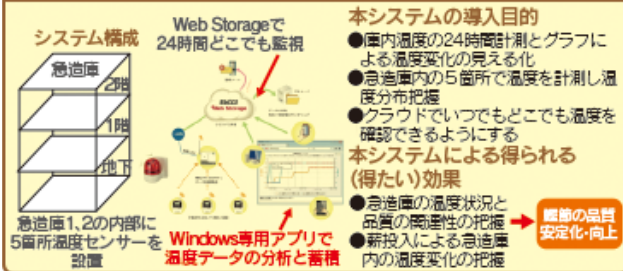 システム構成
急造庫
2階
1階
地下
急造庫1、2の内部に
5箇所温度センサーを
設置
Web Storageで
24時間どこでも監視
Web Storage
Windows専用アプリで
温度データの分析と蓄積
本システムの導入目的
●庫内温度の24時間計測とグラフに
よる温度変化の見える化
●急造庫内の5箇所で温度を計測し温
度分布把握
●クラウドでいつでもどこでも温度を
確認できるようにする
本システムによる得られる
(得たい)効果
●急造庫の温度状況と
品質の関連性の把握
●薪投入による急造庫
内の温度変化の把握
鰹節の品質
安定化・向上